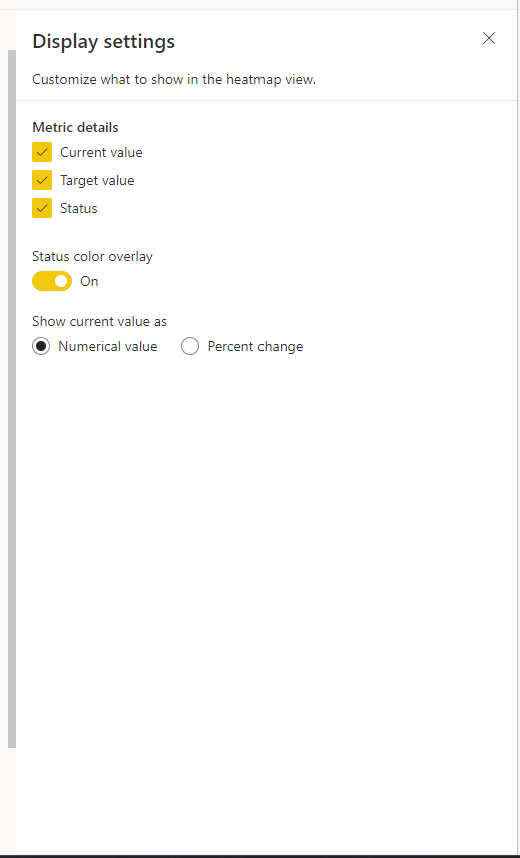 Display settings
Customize what to show in the heatmap view.
Metric details
Current value
Target value
Status
Status color overlay
On
Show current value as
Numerical value
Percent change